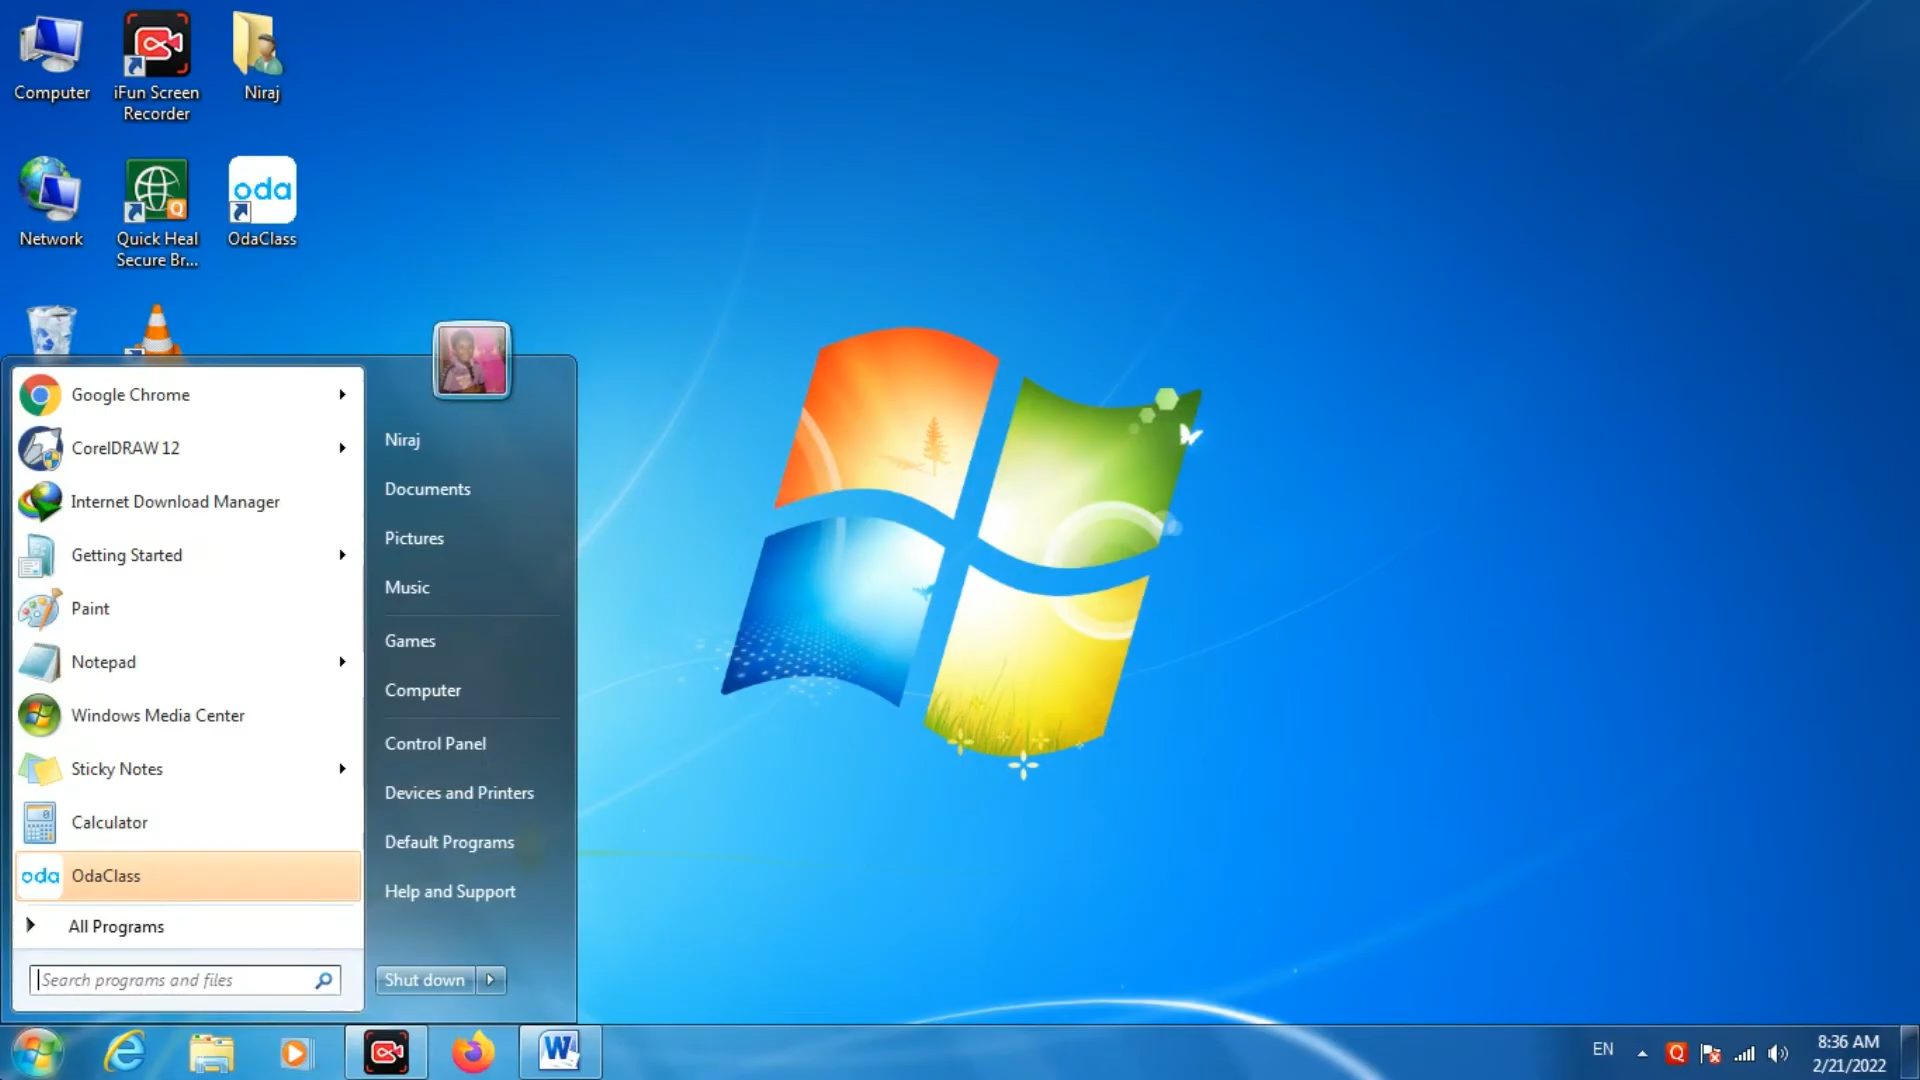 Computer
iFun Screen
Recorder
Niraj
Network
Quick Heal
Secure Br...
oda
OdaClass
Google Chrome
CorelDRAW 12
Internet Download Manager
Getting Started
Paint
Notepad
Windows Media Center
Sticky Notes
Calculator
oda OdaClass
All Programs
Search programs and files
Niraj
Documents
Pictures
Music
Games
Computer
Control Panel
Devices and Printers
Default Programs
Help and Support
Shut down
W
EN
Q
8:36 AM
2/21/2022